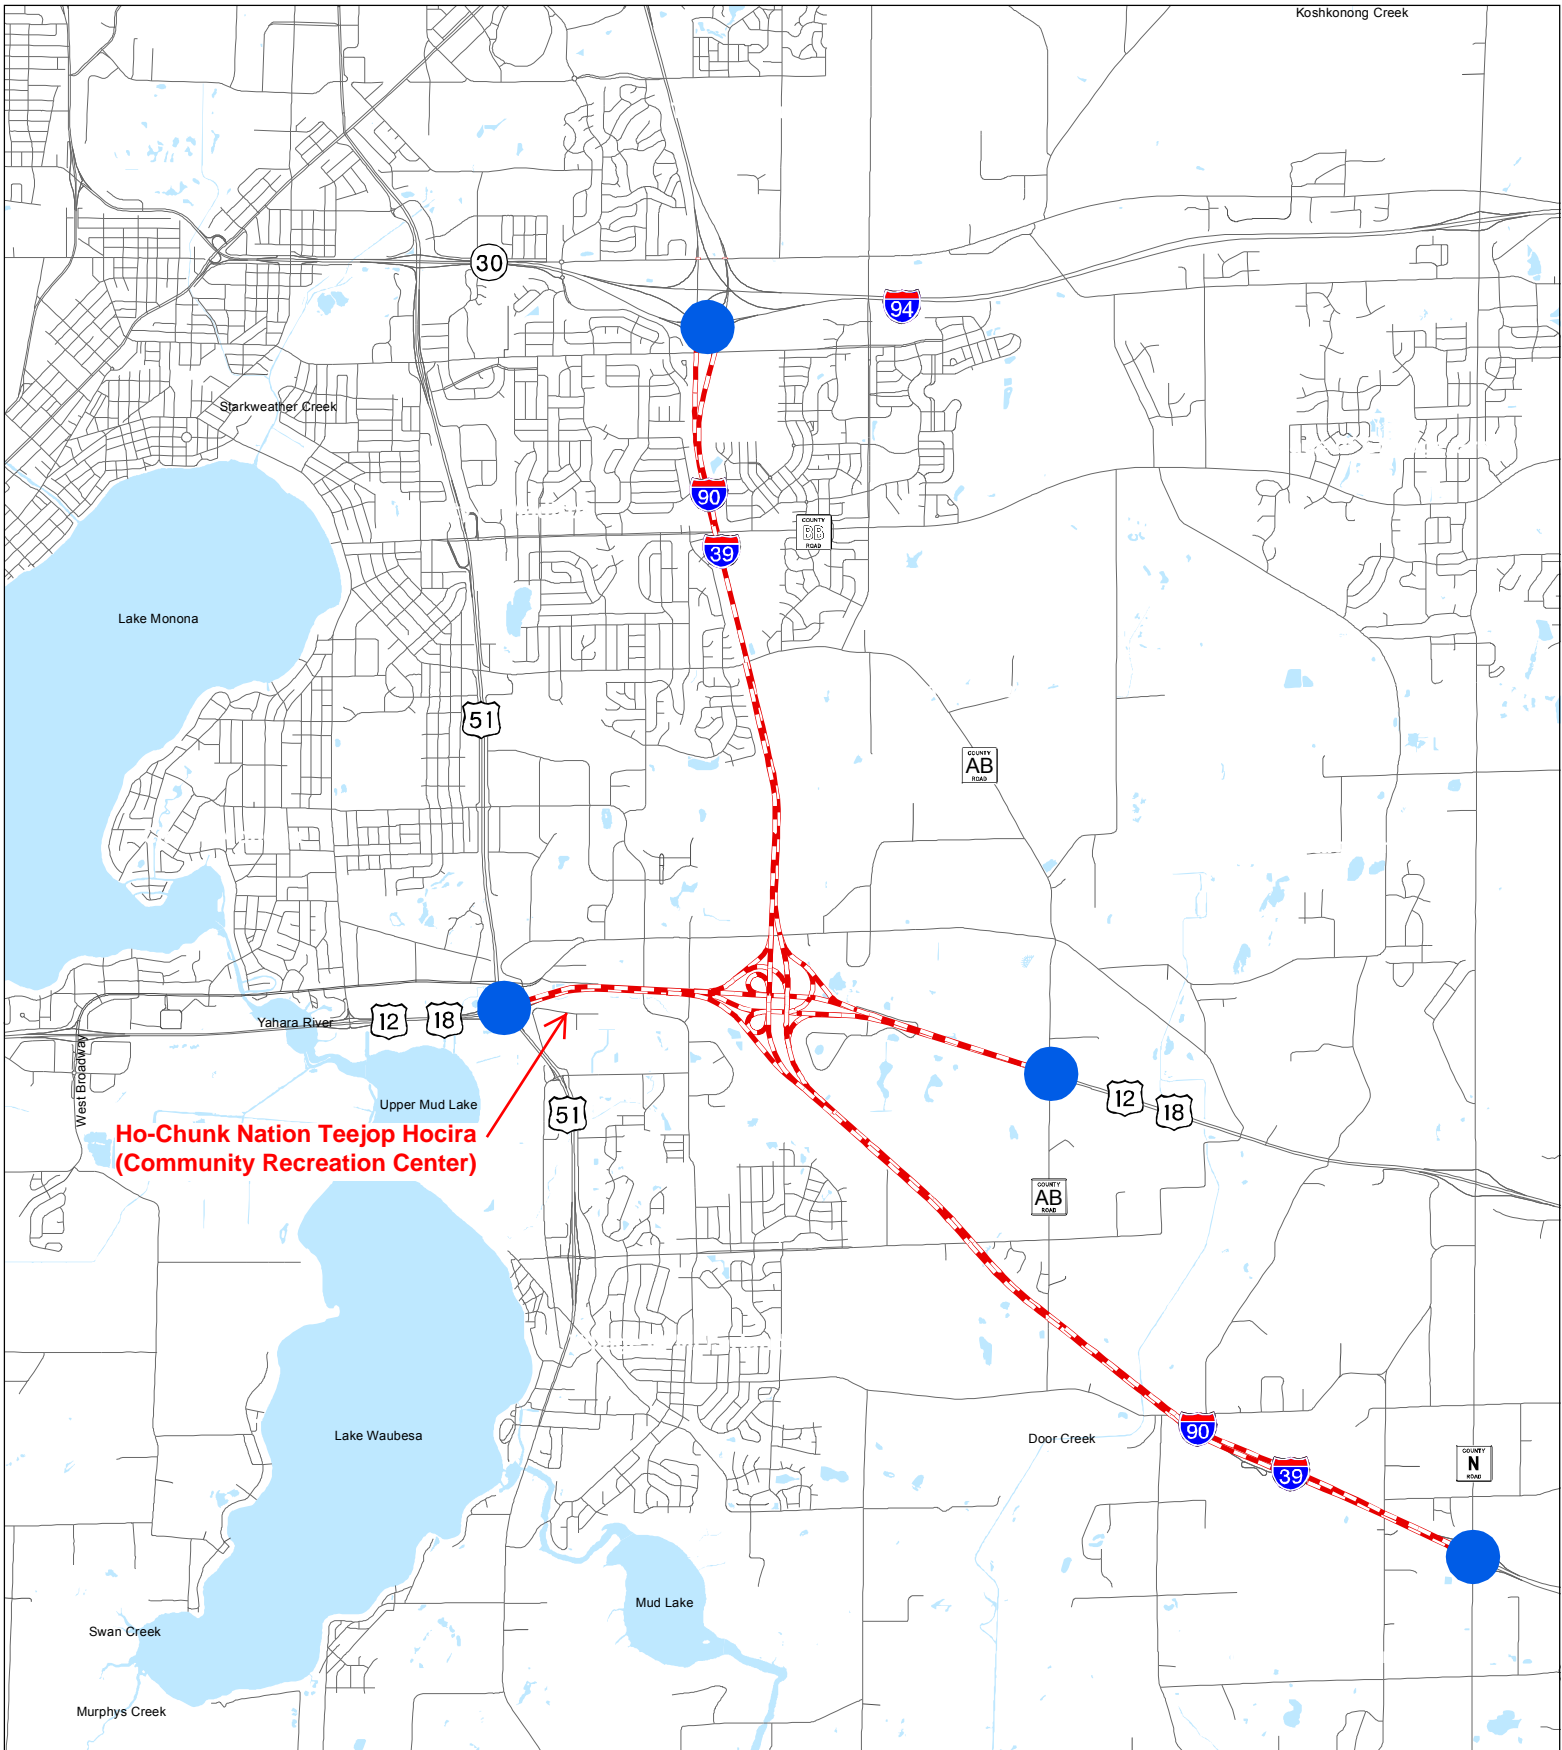 Koshkonong Creek
30
94
Starkweather Creek
90
COUNTY
BB
ROAD
39
Lake Monona
51
COUNTY
AB
ROAD
Yahara River
12
18
West Broadway
Upper Mud Lake
12
18
51
Ho-Chunk Nation Teejop Hocira
(Community Recreation Center)
COUNTY
AB
ROAD
Lake Waubesa
90
Door Creek
COUNTY
N
ROAD
39
Mud Lake
Swan Creek
Murphys Creek